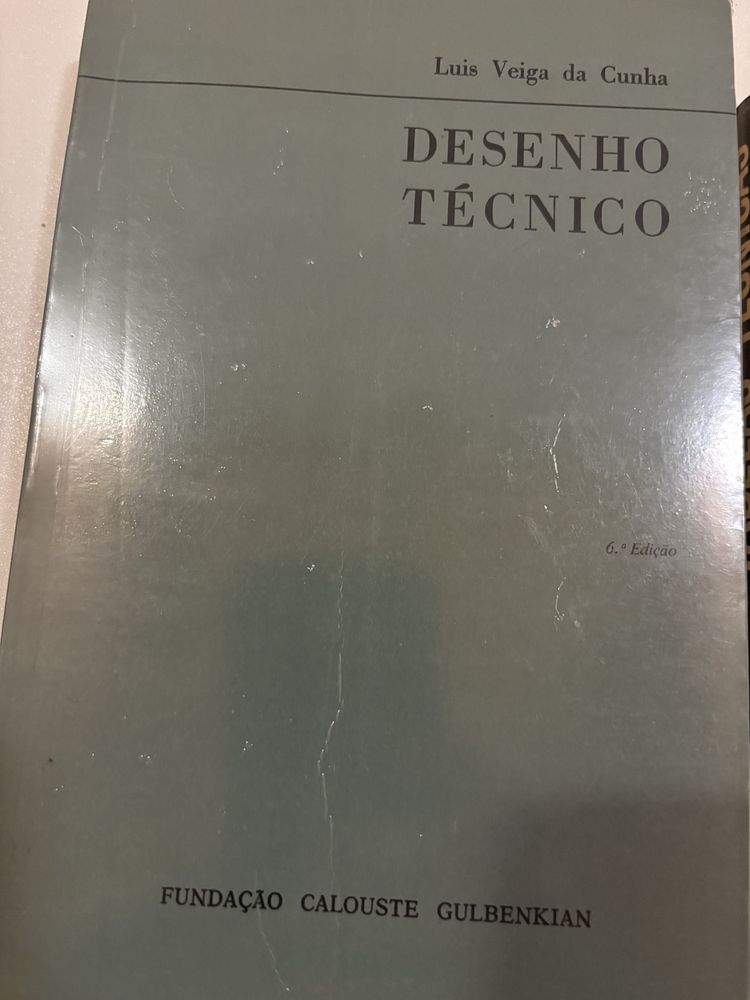 Luis Veiga da Cunha
DESENHO
TÉCNICO
6.ª Edição
FUNDAÇÃO CALOUSTE GULBENKIAN